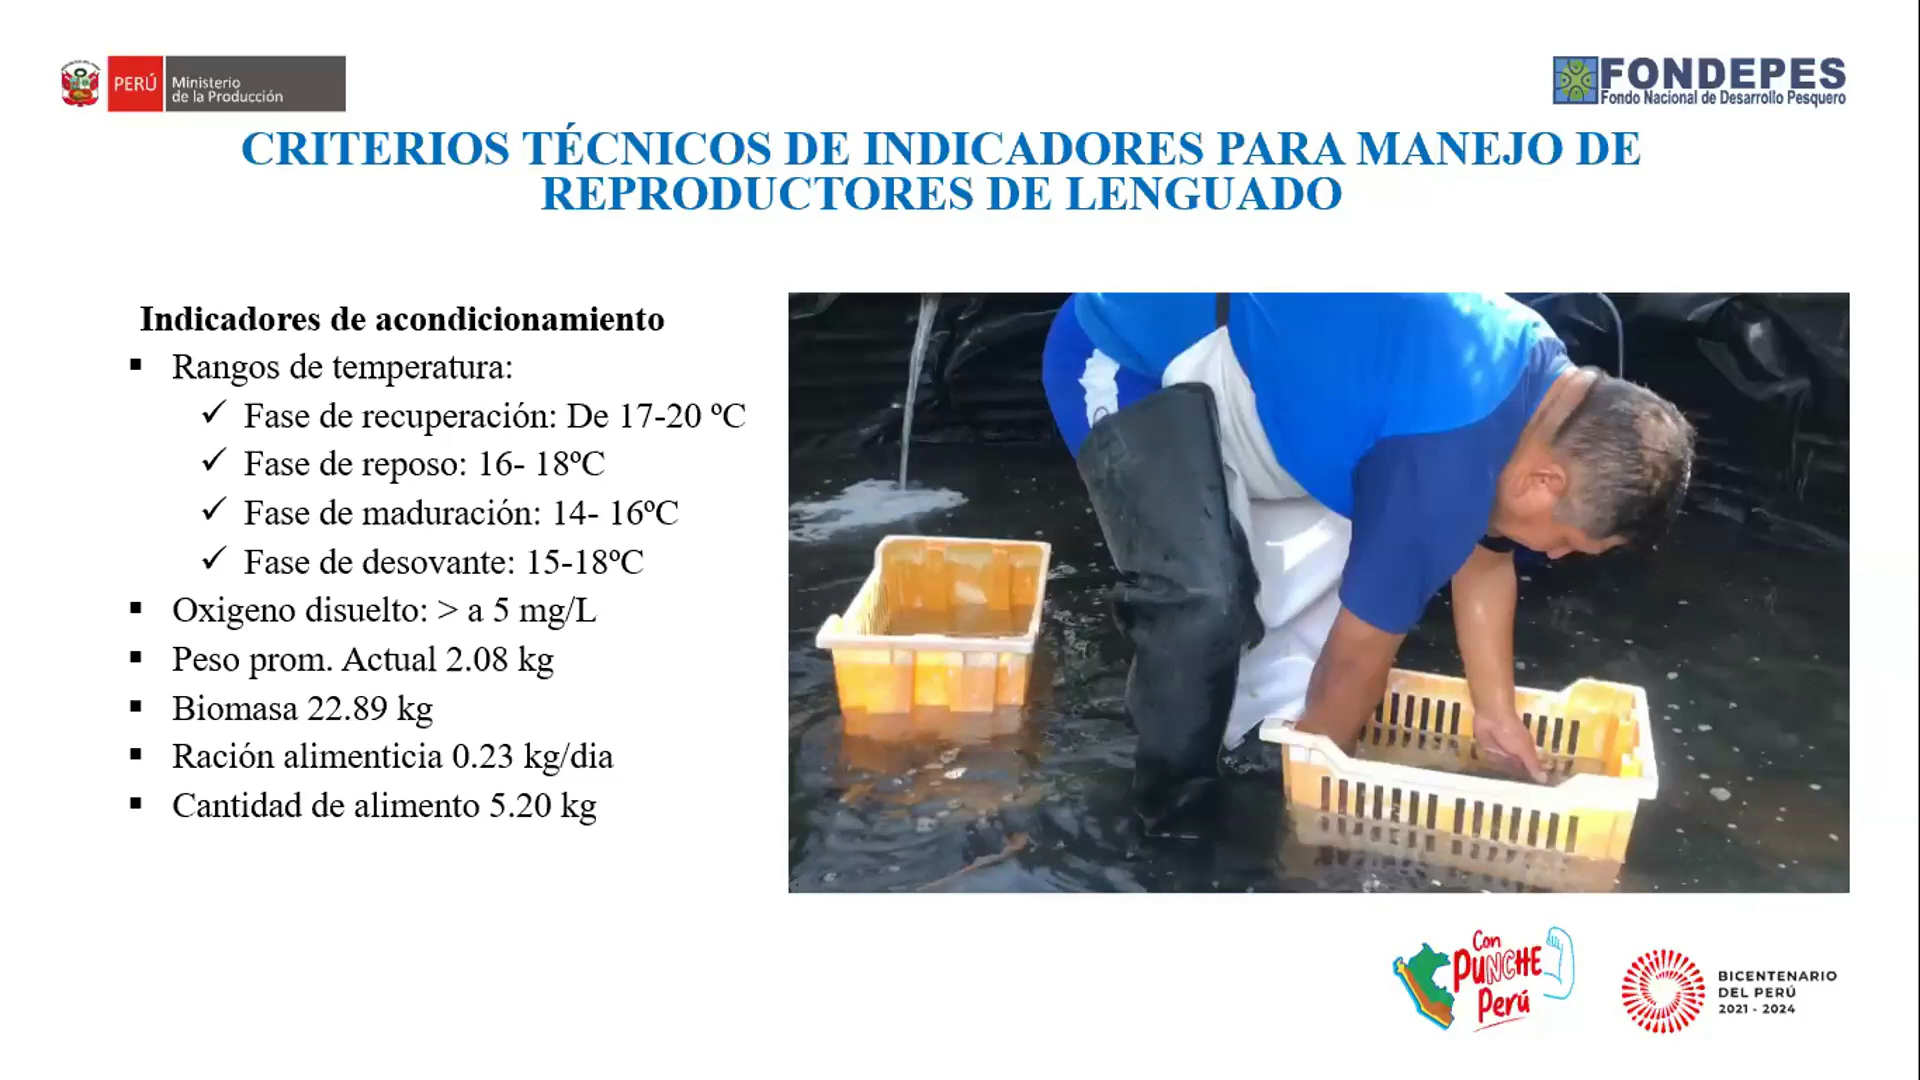 PERÚ
Ministerio
de la Producción
FONDEPES
Fondo Nacional de Desarrollo Pesquero
CRITERIOS TÉCNICOS DE INDICADORES PARA MANEJO DE
REPRODUCTORES DE LENGUADO
Indicadores de acondicionamiento
▪ Rangos de temperatura:
✓ Fase de recuperación: De 17-20 ºC
✓ Fase de reposo: 16- 18ºC
✓ Fase de maduración: 14- 16ºC
✓ Fase de desovante: 15-18ºC
▪ Oxigeno disuelto: > a 5 mg/L
▪ Peso prom. Actual 2.08 kg
▪ Biomasa 22.89 kg
▪ Ración alimenticia 0.23 kg/dia
▪ Cantidad de alimento 5.20 kg
Con
PUNCHE
Perú
BICENTENARIO
DEL PERÚ
2021 - 2024